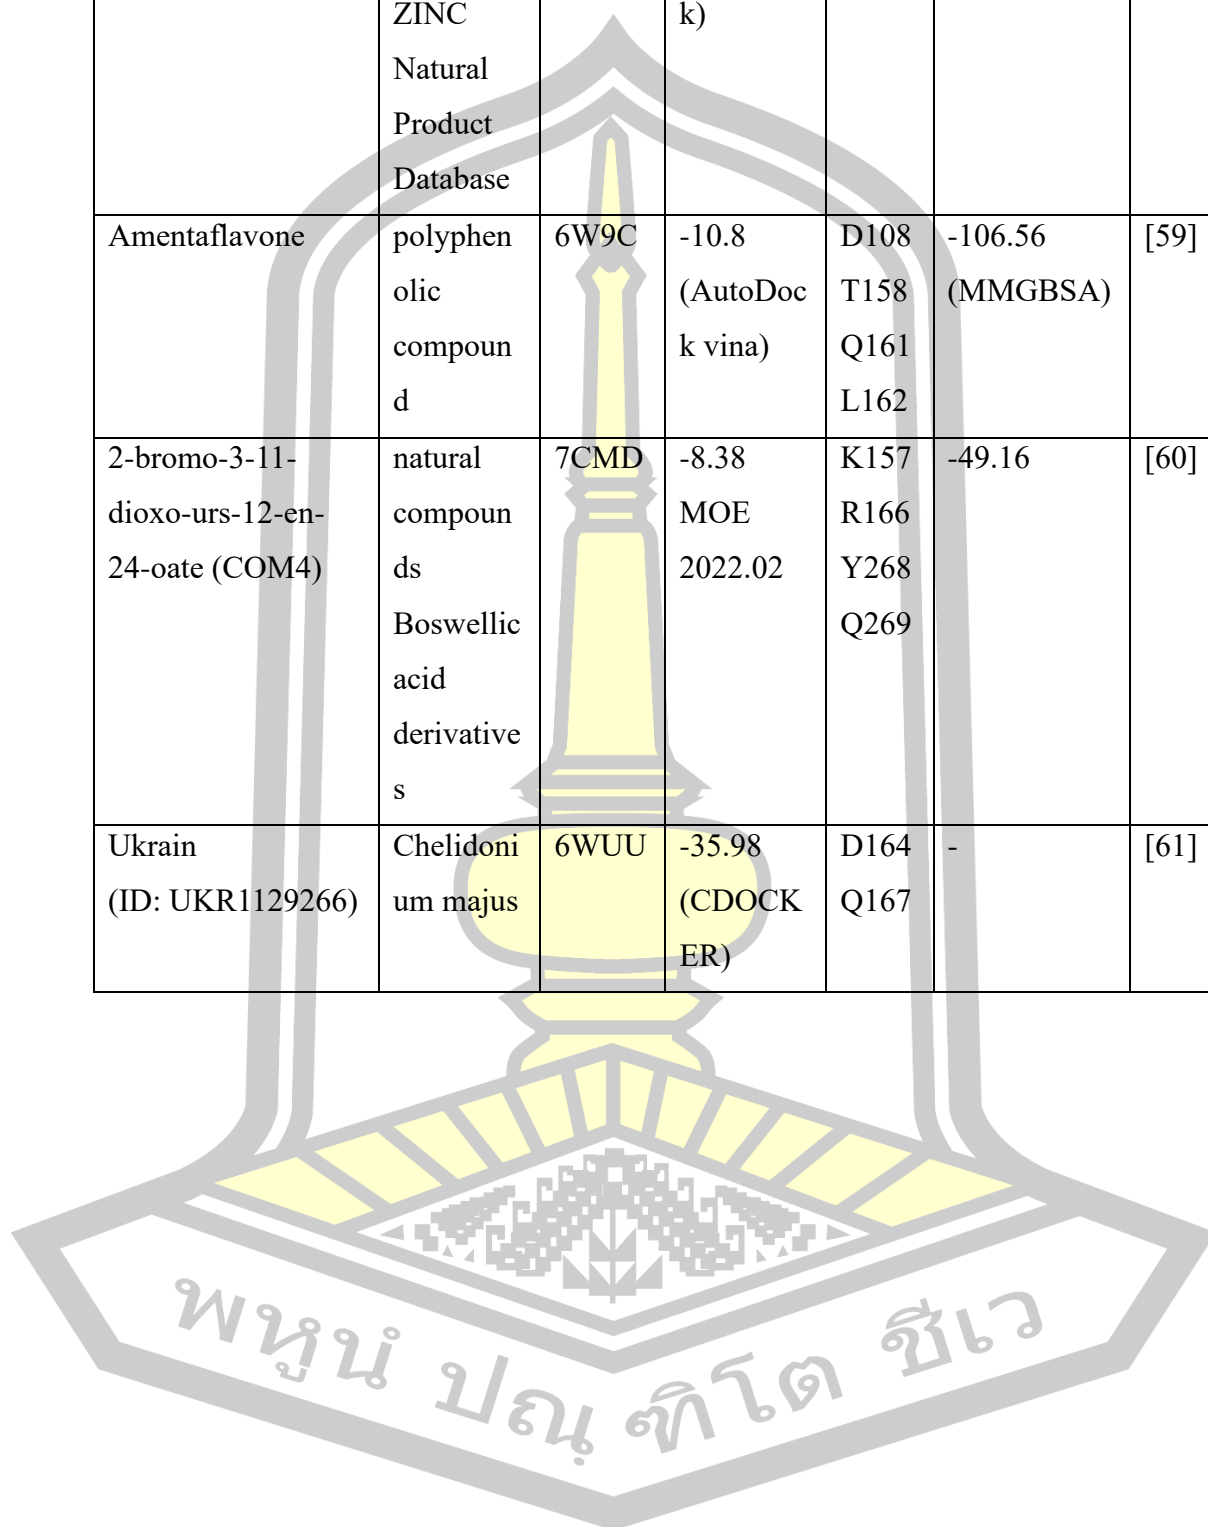 ZINC
Natural
Product
Database
k)
Amentaflavone
polyphen
olic
compoun
d
6W9C
-10.8
(AutoDoc
k vina)
D108
T158
Q161
L162
-106.56
(MMGBSA)
[59]
2-bromo-3-11-
dioxo-urs-12-en-
24-oate (COM4)
natural
compoun
ds
Boswellic
acid
derivative
s
7CMD
-8.38
MOE
2022.02
K157
R166
Y268
Q269
-49.16
[60]
Ukrain
(ID: UKR1129266)
Chelidoni
um majus
6WUU
-35.98
(CDOCK
ER)
D164
Q167
-
[61]
พหูนํ ปณฺฑิโต ชีเว